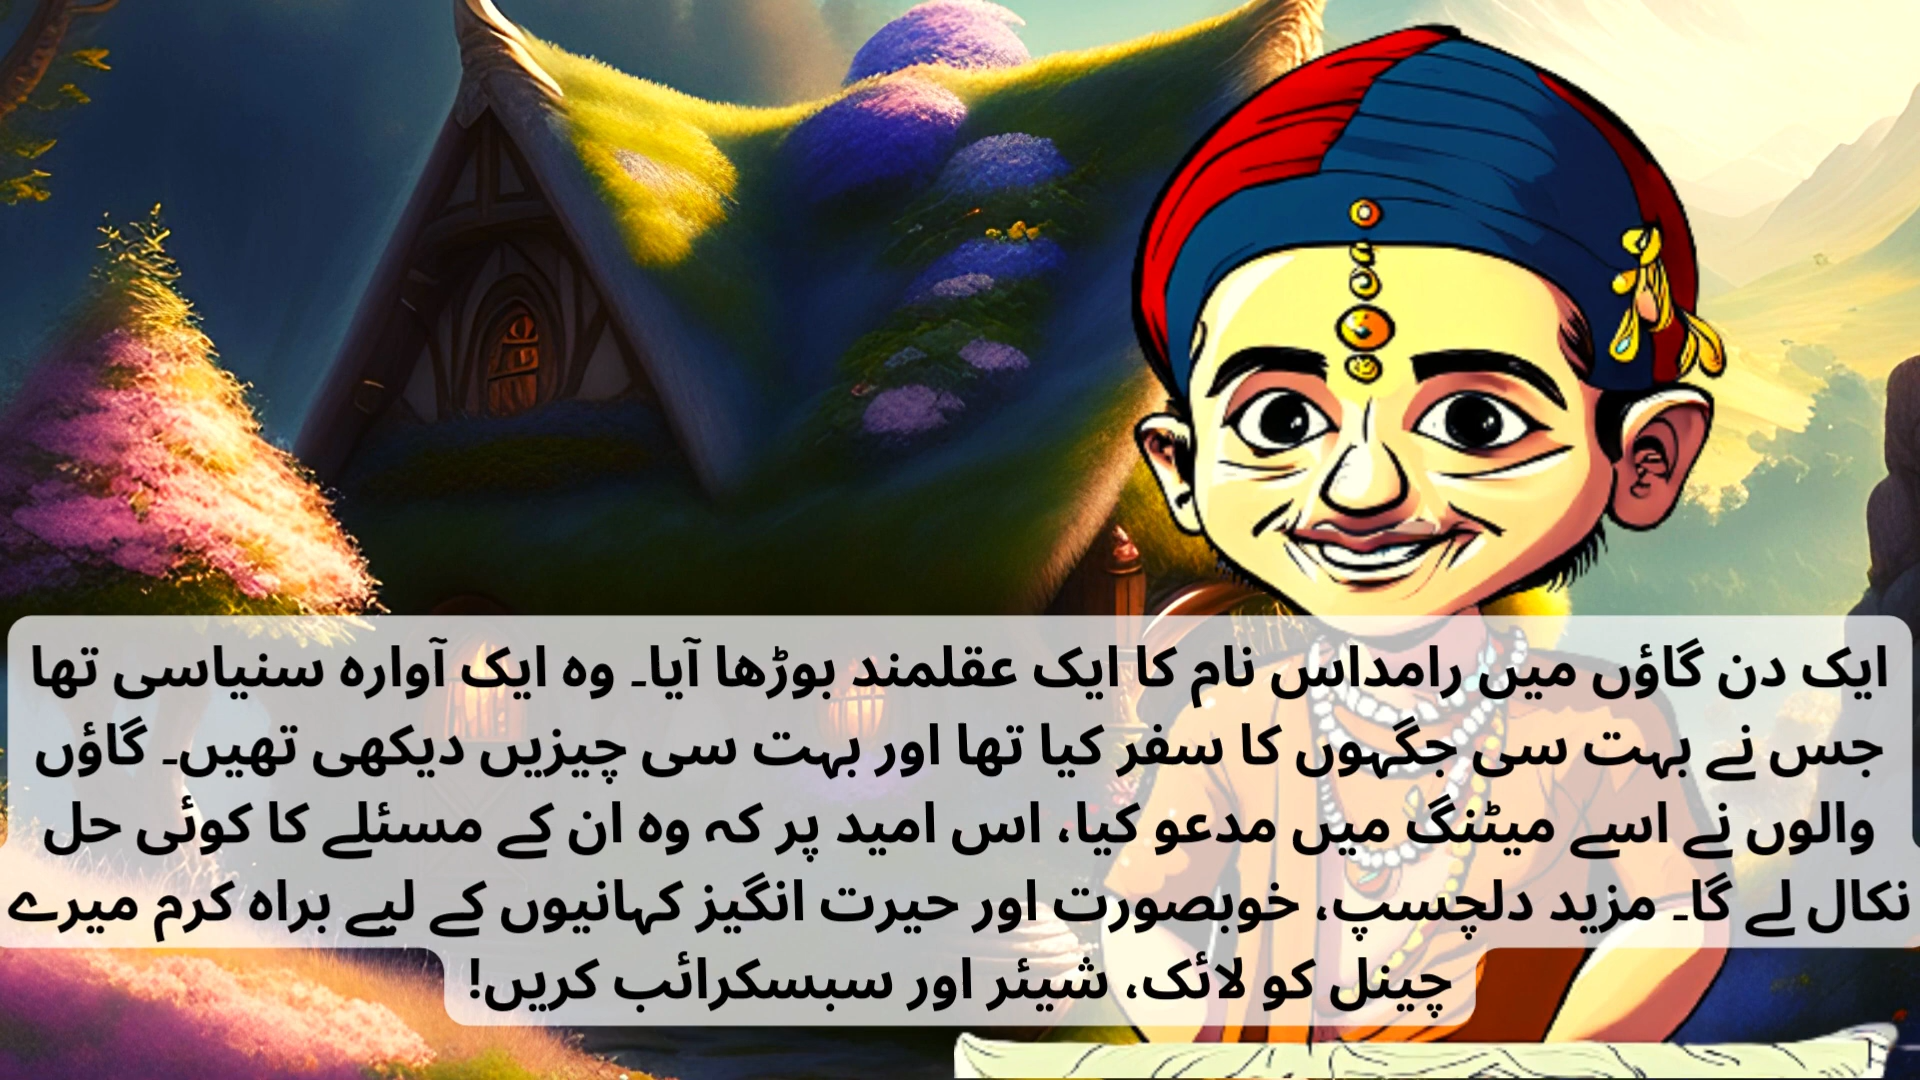 ایک دن گاؤں میں رامداس نام کا ایک عقلمند بوڑھا آیا۔ وہ ایک آوارہ سنیاسی تھا
جس نے بہت سی جگہوں کا سفر کیا تھا اور بہت سی چیزیں دیکھی تھیں۔ گاؤں
والوں نے اسے میٹنگ میں مدعو کیا، اس امید پر کہ وہ ان کے مسئلے کا کوئی حل
نکال لے گا۔ مزید دلچسپ، خوبصورت اور حیرت انگیز کہانیوں کے لیے براہ کرم میرے
چینل کو لائک، شیئر اور سبسکرائب کریں!